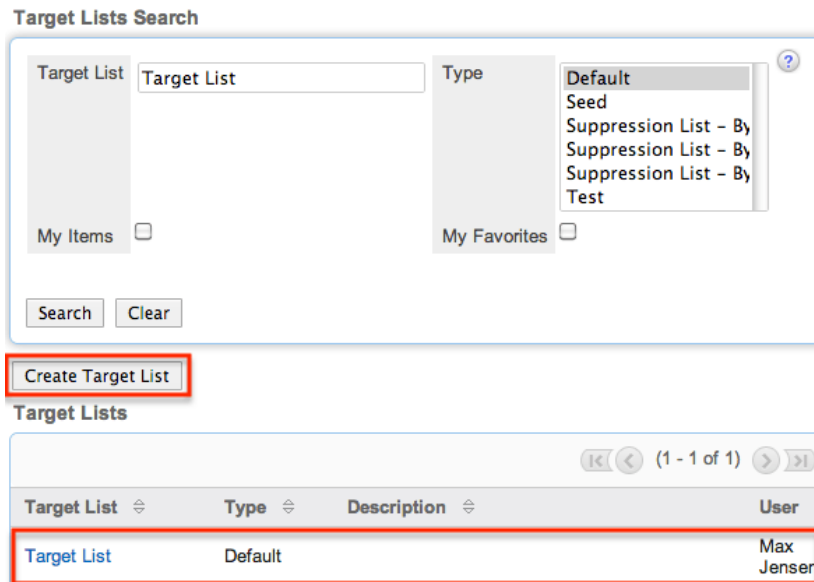 Target Lists Search
Target List Target List Type Default
Seed
Suppression List - By
Suppression List - By
Suppression List - By
Test
?
My Items My Favorites
Search Clear
Create Target List
Target Lists
(1 - 1 of 1)
Target List Type Description User
Target List Default Max
Jensen